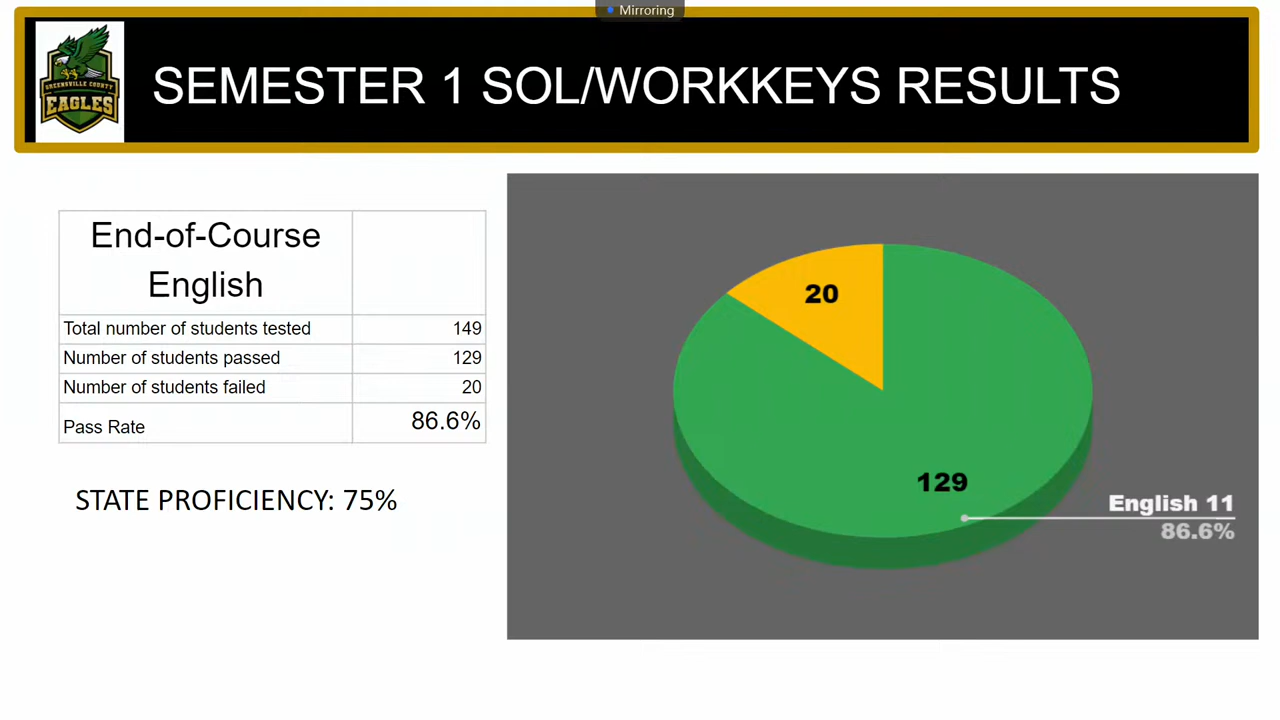 Mirroring
GREENSVILLE COUNTY
EAGLES
SEMESTER 1 SOL/WORKKEYS RESULTS
End-of-Course
English
Total number of students tested 149
Number of students passed 129
Number of students failed 20
Pass Rate 86.6%
STATE PROFICIENCY: 75%
20
129
English 11
86.6%